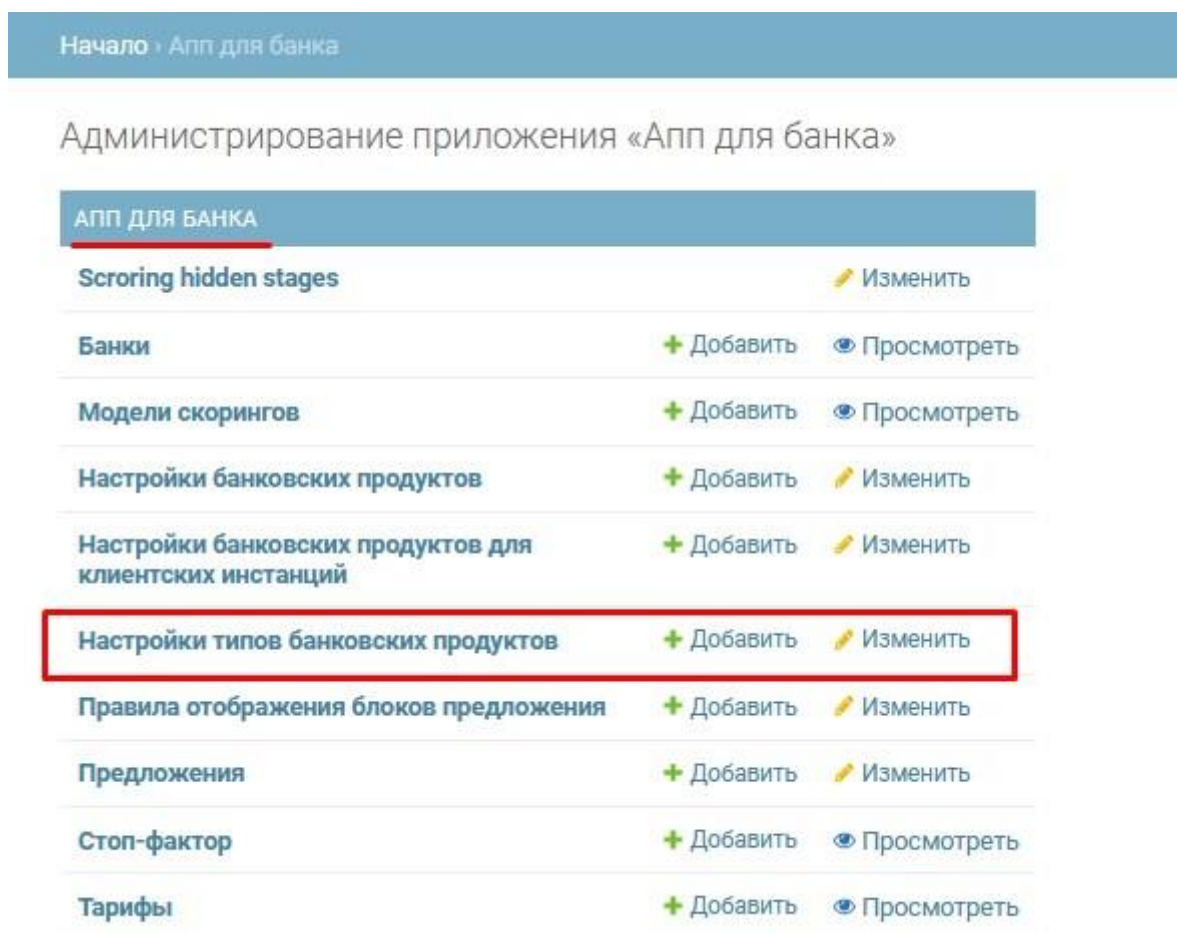 Начало › Апп для банка
Администрирование приложения «Апп для банка»
АПП ДЛЯ БАНКА
Scroring hidden stages Изменить
Банки Добавить Просмотреть
Модели скорингов Добавить Просмотреть
Настройки банковских продуктов Добавить Изменить
Настройки банковских продуктов для Добавить Изменить
клиентских инстанций
Настройки типов банковских продуктов Добавить Изменить
Правила отображения блоков предложения Добавить Изменить
Предложения Добавить Изменить
Стоп-фактор Добавить Просмотреть
Тарифы Добавить Просмотреть